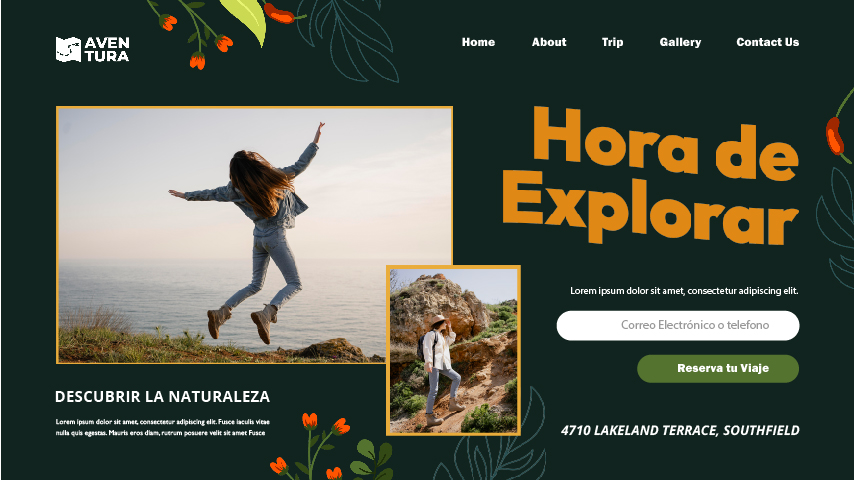 AVEN
TURA
Home About Trip Gallery Contact Us
Hora de
Explorar
Lorem ipsum dolor sit amet, consectetur adipiscing elit.
Correo Electrónico o telefono
Reserva tu Viaje
DESCUBRIR LA NATURALEZA
Lorem ipsum dolor sit amet, consectetur adipiscing elit. Fusce iaculis vitae
nulla quis egestas. Mauris eros diam, rutrum posuere velit sit amet Fusce
4710 LAKELAND TERRACE, SOUTHFIELD